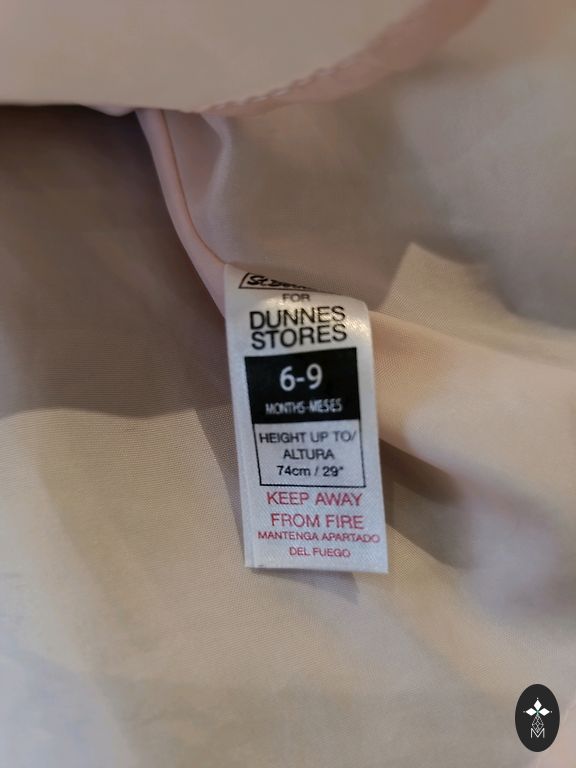 FOR
DUNNES
STORES
6-9
MONTHS-MESES
HEIGHT UP TO/
ALTURA
74cm / 29"
KEEP AWAY
FROM FIRE
MANTENGA APARTADO
DEL FUEGO
M